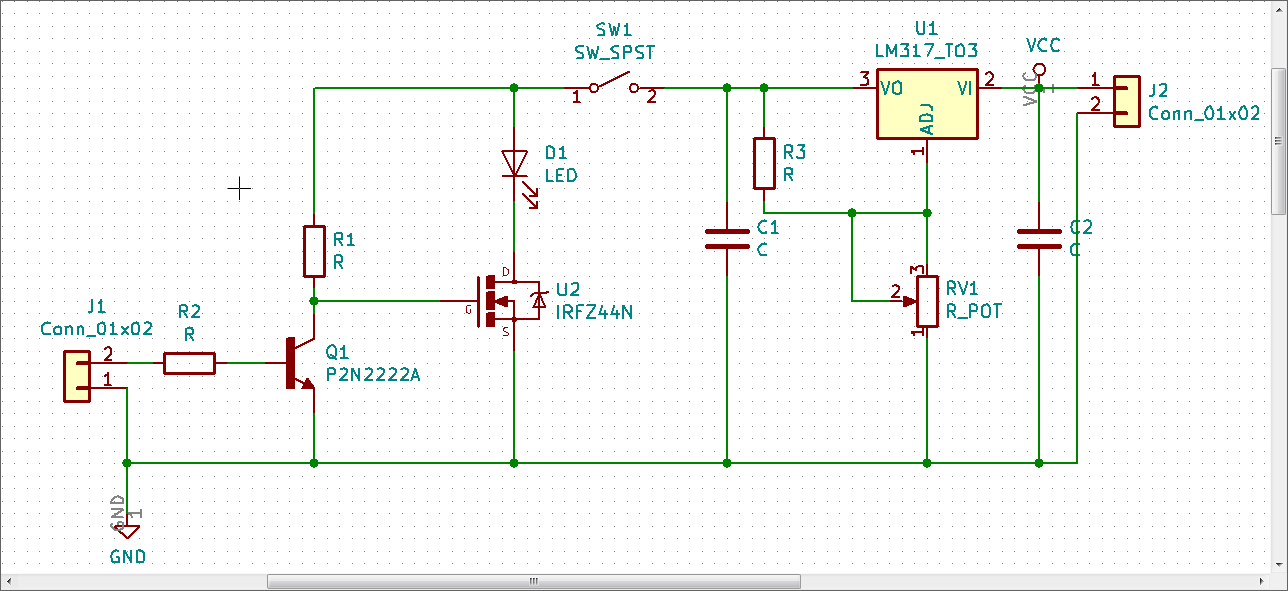 SW1
SW_SPST
1
2
U1
LM317_TO3
3
VO
VI
2
ADJ
1
VCC
VCC
1
1
2
J2
Conn_01x02
D1
LED
R3
R
R1
R
C1
C
C2
C
D
G
S
U2
IRFZ44N
3
2
1
RV1
R_POT
J1
Conn_01x02
2
1
R2
R
Q1
P2N2222A
GND
1
GND